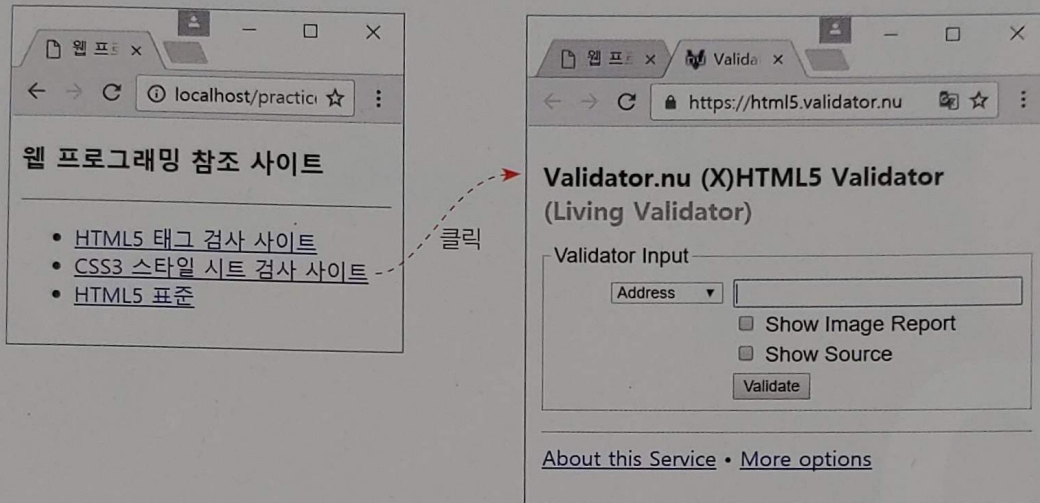 웹 프
localhost/practic
웹 프로그래밍 참조 사이트
HTML5 태그 검사 사이트
CSS3 스타일 시트 검사 사이트
HTML5 표준
클릭
웹 프
Valida
https://html5.validator.nu
Validator.nu (X)HTML5 Validator
(Living Validator)
Validator Input
Address
Show Image Report
Show Source
Validate
About this Service • More options